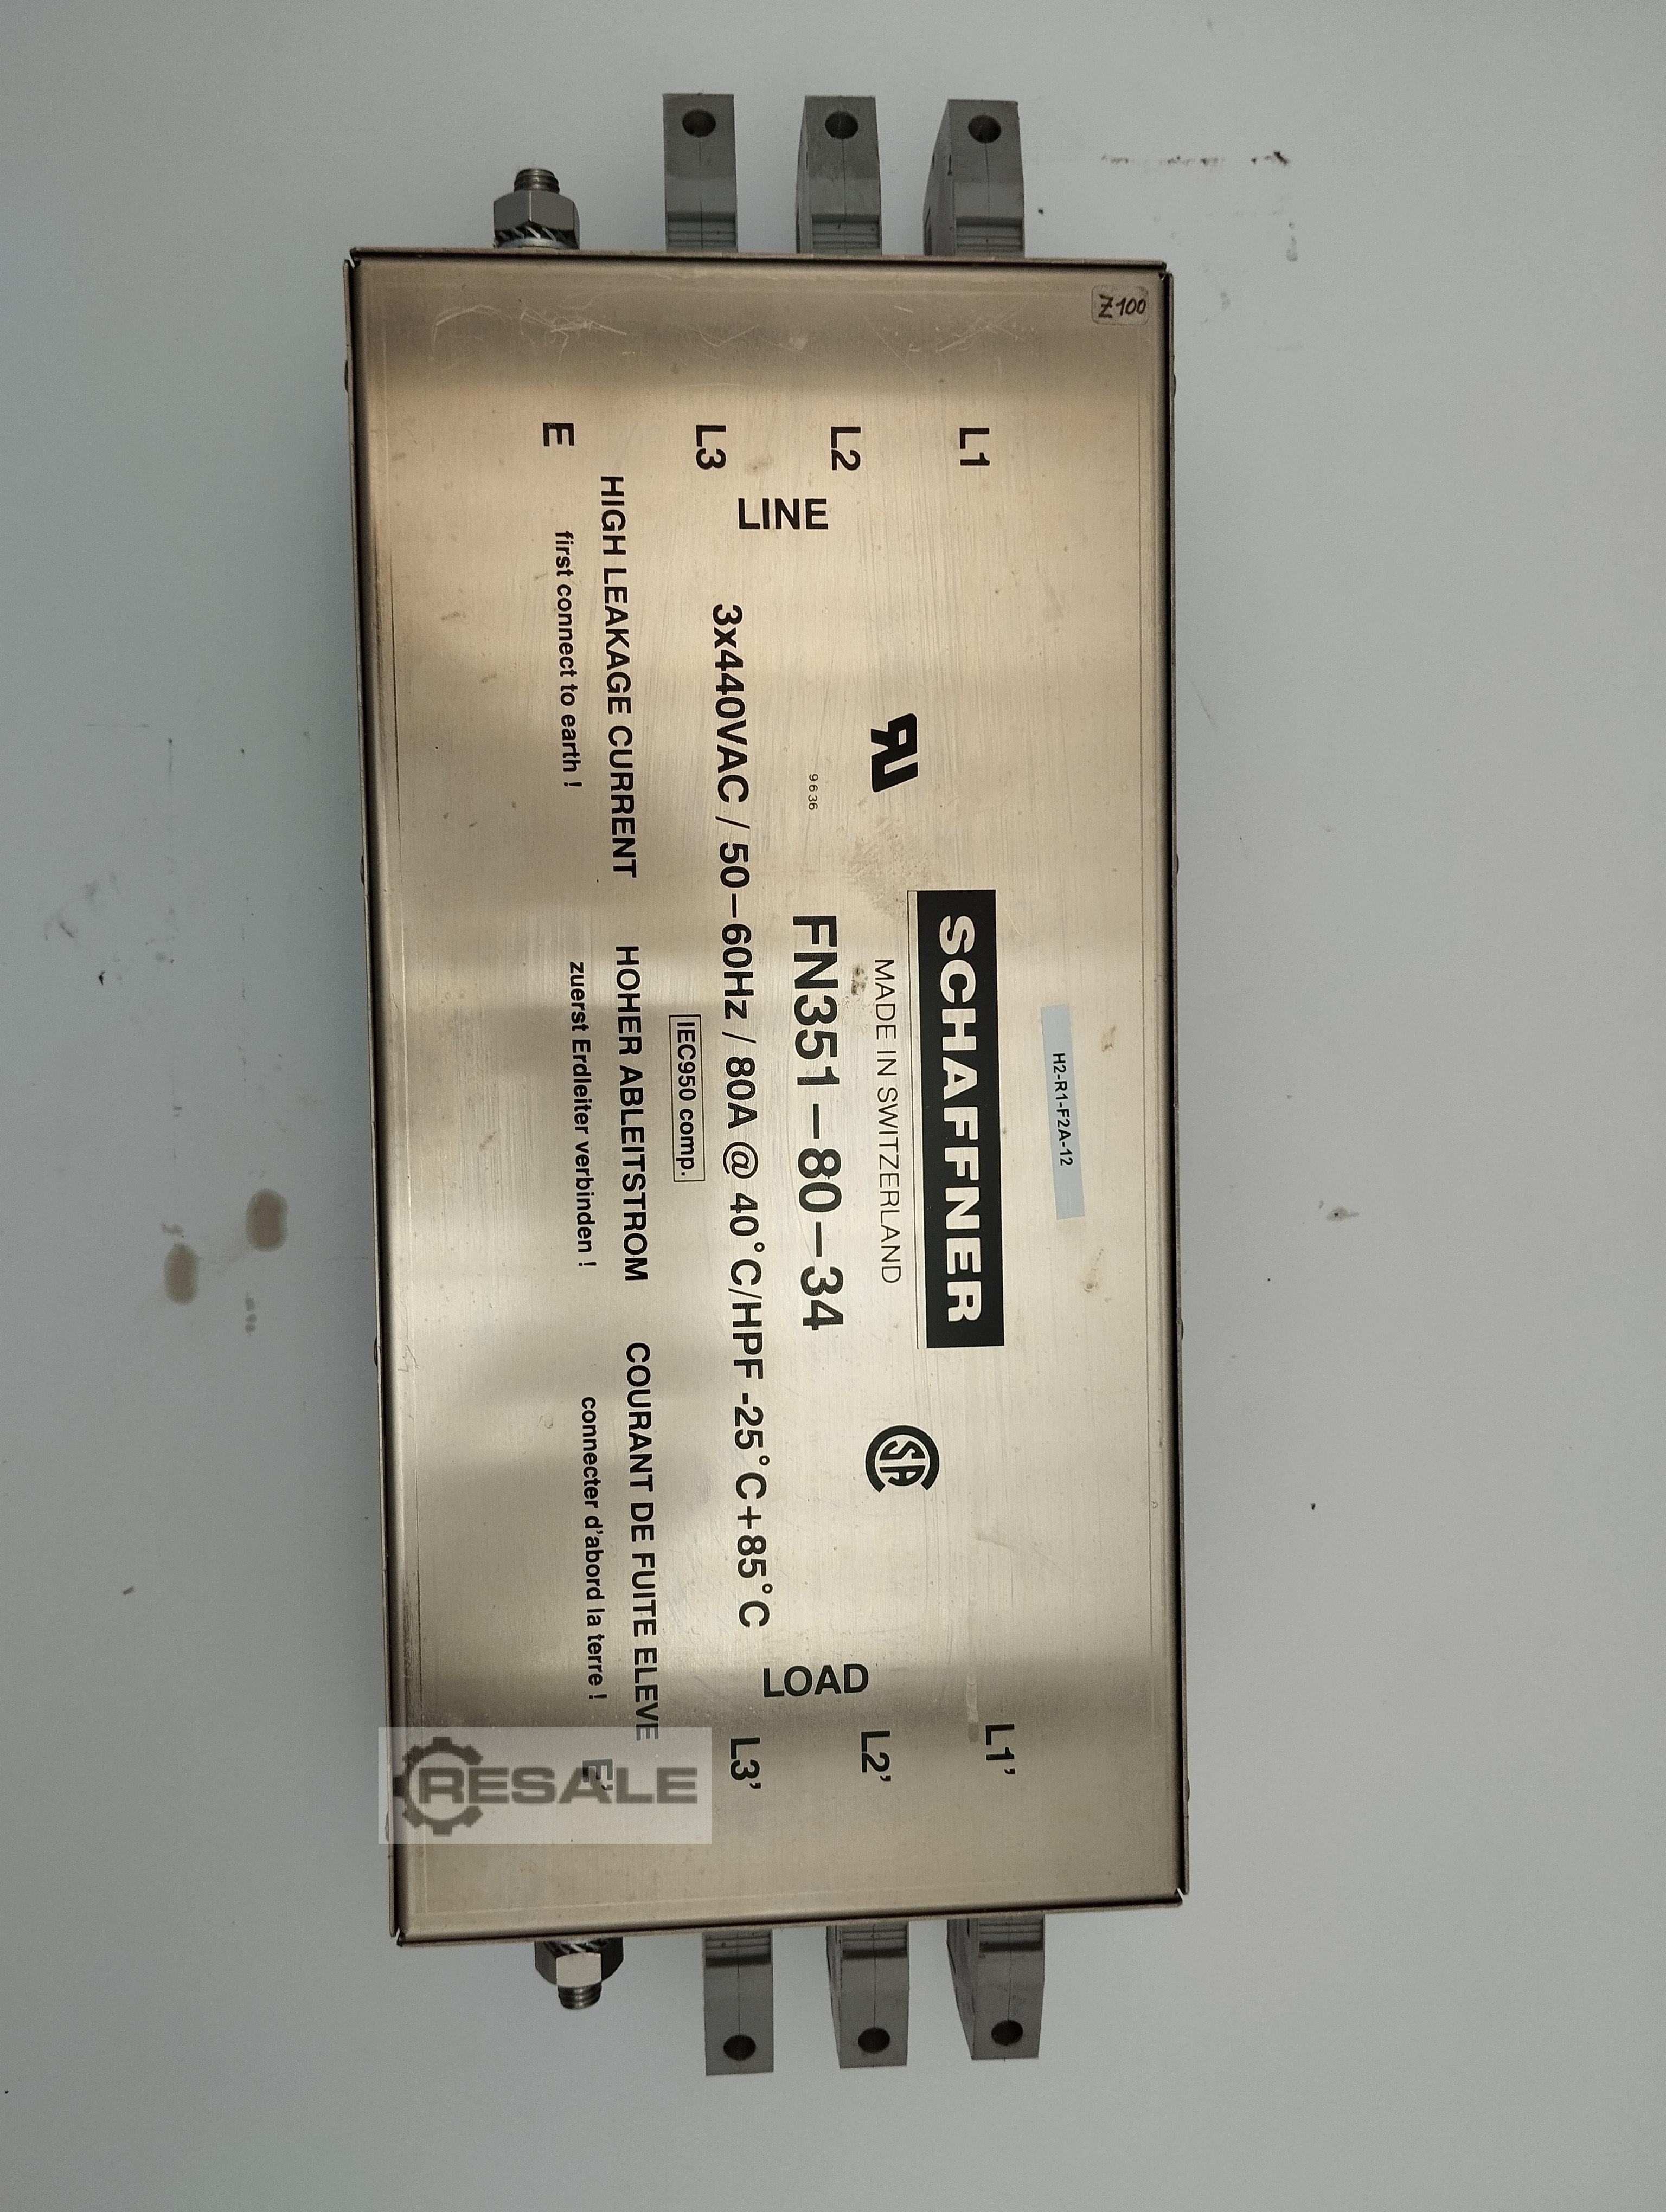 Z100
H2-R1-F2A-12
SCHAFFNER
MADE IN SWITZERLAND
9636
FN351-80-34
L1
L2
L3
E
LINE
3x440VAC / 50-60Hz / 80A @ 40°C/HPF -25°C+85°C
LOAD
L1'
L2'
L3'
E'
IEC950 comp.
HIGH LEAKAGE CURRENT HOHER ABLEITSTROM COURANT DE FUITE ELEVE
first connect to earth ! zuerst Erdleiter verbinden ! connecter d'abord la terre !
RESALE